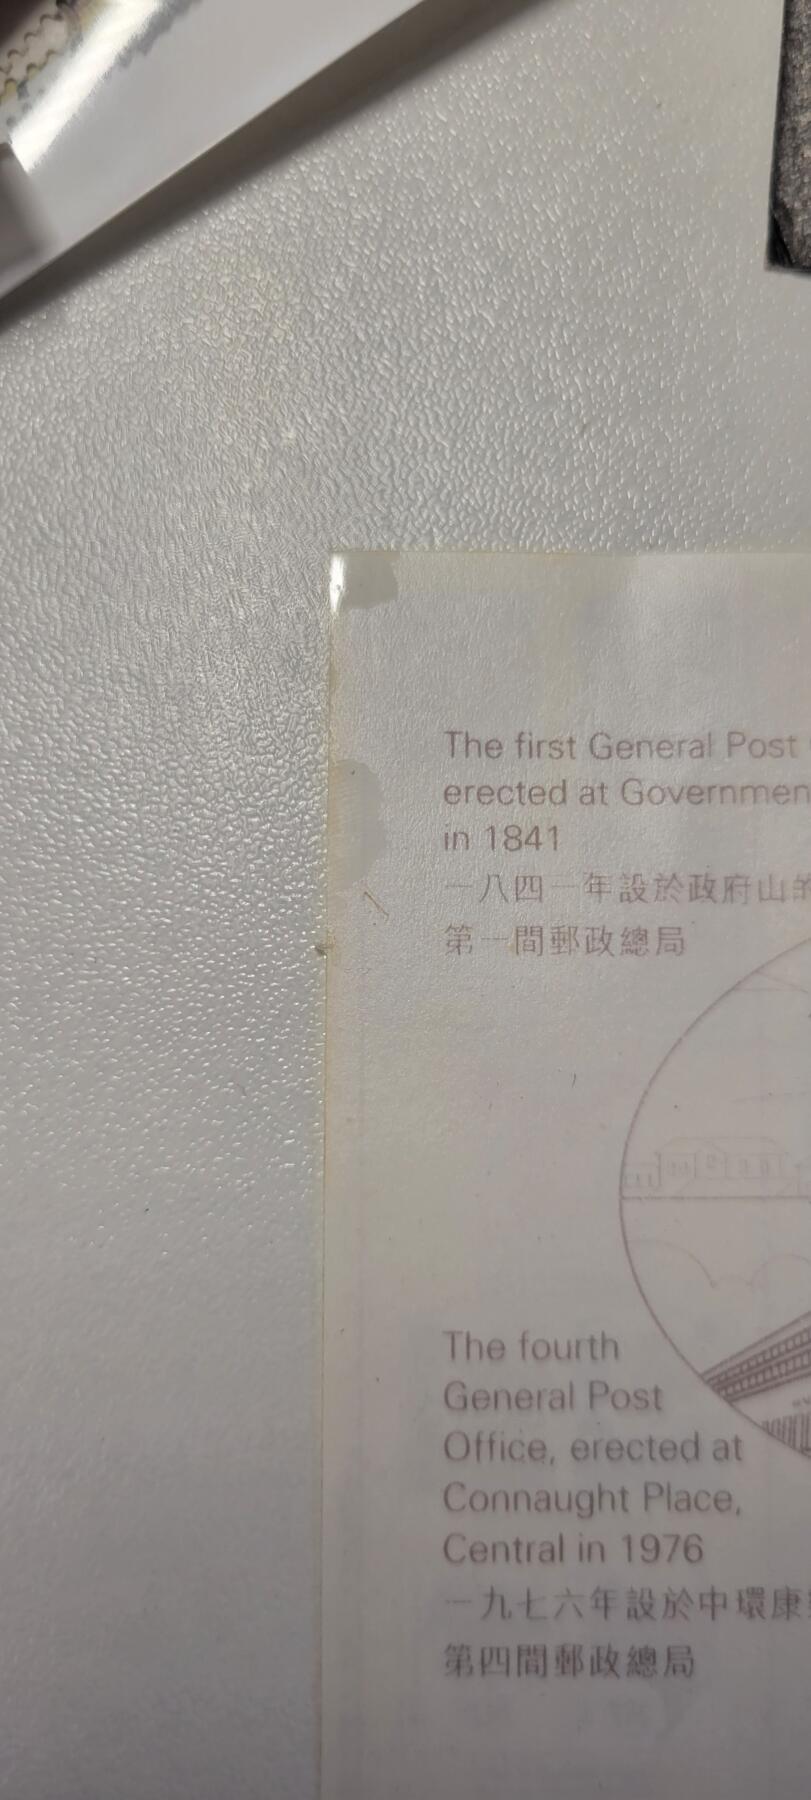 The first General Post
erected at Governmen
in 1841
一八四一年設於政府山的
第一間郵政總局
The fourth
General Post
Office, erected at
Connaught Place,
Central in 1976
一九七六年設於中環康
第四間郵政總局